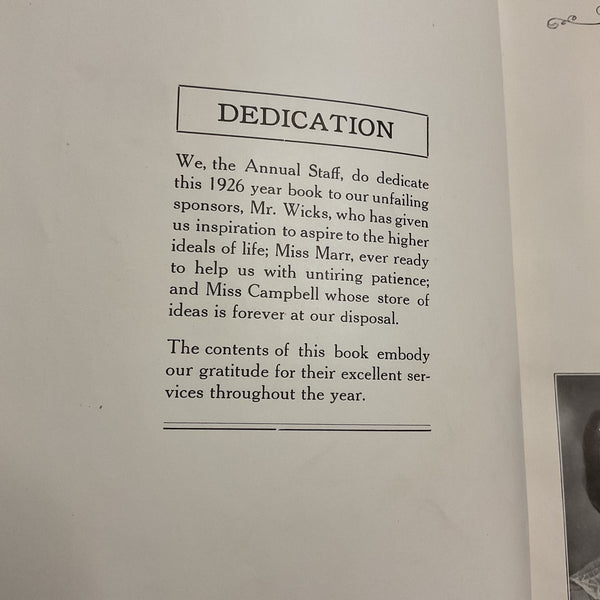 DEDICATION
We, the Annual Staff, do dedicate
this 1926 year book to our unfailing
sponsors, Mr. Wicks, who has given
us inspiration to aspire to the higher
ideals of life; Miss Marr, ever ready
to help us with untiring patience;
and Miss Campbell whose store of
ideas is forever at our disposal.
The contents of this book embody
our gratitude for their excellent ser-
vices throughout the year.